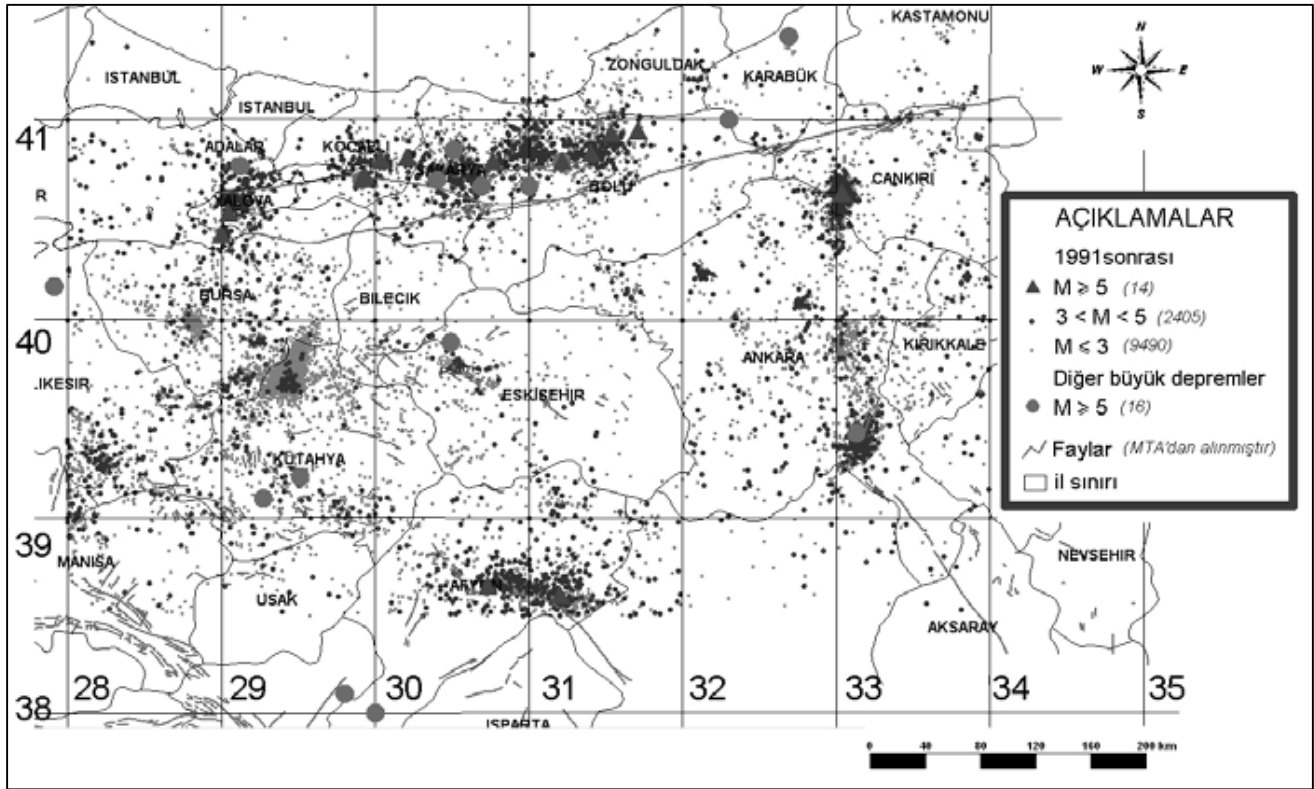 KASTAMONU
N
W E
S
ISTANBUL
ZONGULDAK
KARABÜK
ISTANBUL
41
ADALAR
KOCAELI
SAKARYA
BOLU
CANKIRI
YALOVA
R
BURSA
BILECIK
40
ANKARA
KIRIKKALE
.IKESIR
ESKISEHIR
KUTAHYA
39
MANISA
AFYON
USAK
NEVSEHIR
AKSARAY
28 29 30 31 32 33 34 35
38
ISPARTA
0 40 80 120 160 200 km
AÇIKLAMALAR
1991sonrası
M ≥ 5 (14)
3 < M < 5 (2405)
M ≤ 3 (9490)
Diğer büyük depremler
M ≥ 5 (16)
Faylar (MTA'dan alınmıştır)
il sınırı